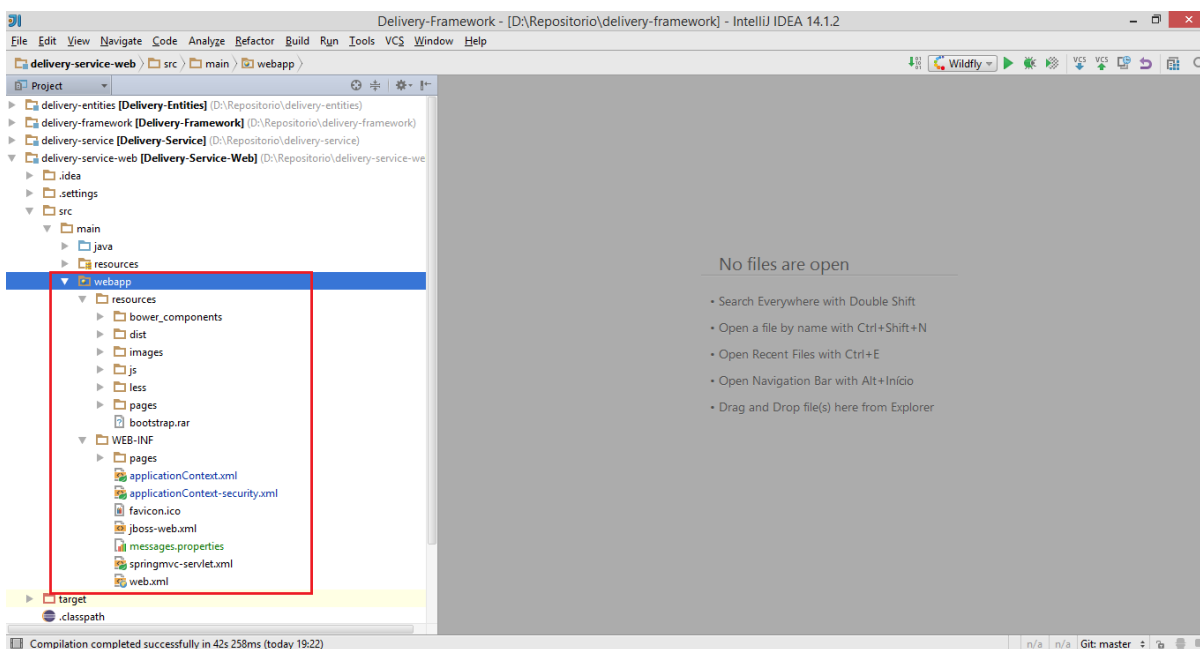 Delivery-Framework - [D:\Repositorio\delivery-framework] - IntelliJ IDEA 14.1.2
File Edit View Navigate Code Analyze Refactor Build Run Tools VCS Window Help
delivery-service-web src main webapp
Wildfly
VCS VCS
Project
delivery-entities [Delivery-Entities] (D:\Repositorio\delivery-entities)
delivery-framework [Delivery-Framework] (D:\Repositorio\delivery-framework)
delivery-service [Delivery-Service] (D:\Repositorio\delivery-service)
delivery-service-web [Delivery-Service-Web] (D:\Repositorio\delivery-service-we
.idea
.settings
src
main
java
resources
webapp
resources
bower_components
dist
images
js
less
pages
bootstrap.rar
WEB-INF
pages
applicationContext.xml
applicationContext-security.xml
favicon.ico
jboss-web.xml
messages.properties
springmvc-servlet.xml
web.xml
target
.classpath
No files are open
• Search Everywhere with Double Shift
• Open a file by name with Ctrl+Shift+N
• Open Recent Files with Ctrl+E
• Open Navigation Bar with Alt+Início
• Drag and Drop file(s) here from Explorer
Compilation completed successfully in 42s 258ms (today 19:22)
n/a n/a Git: master